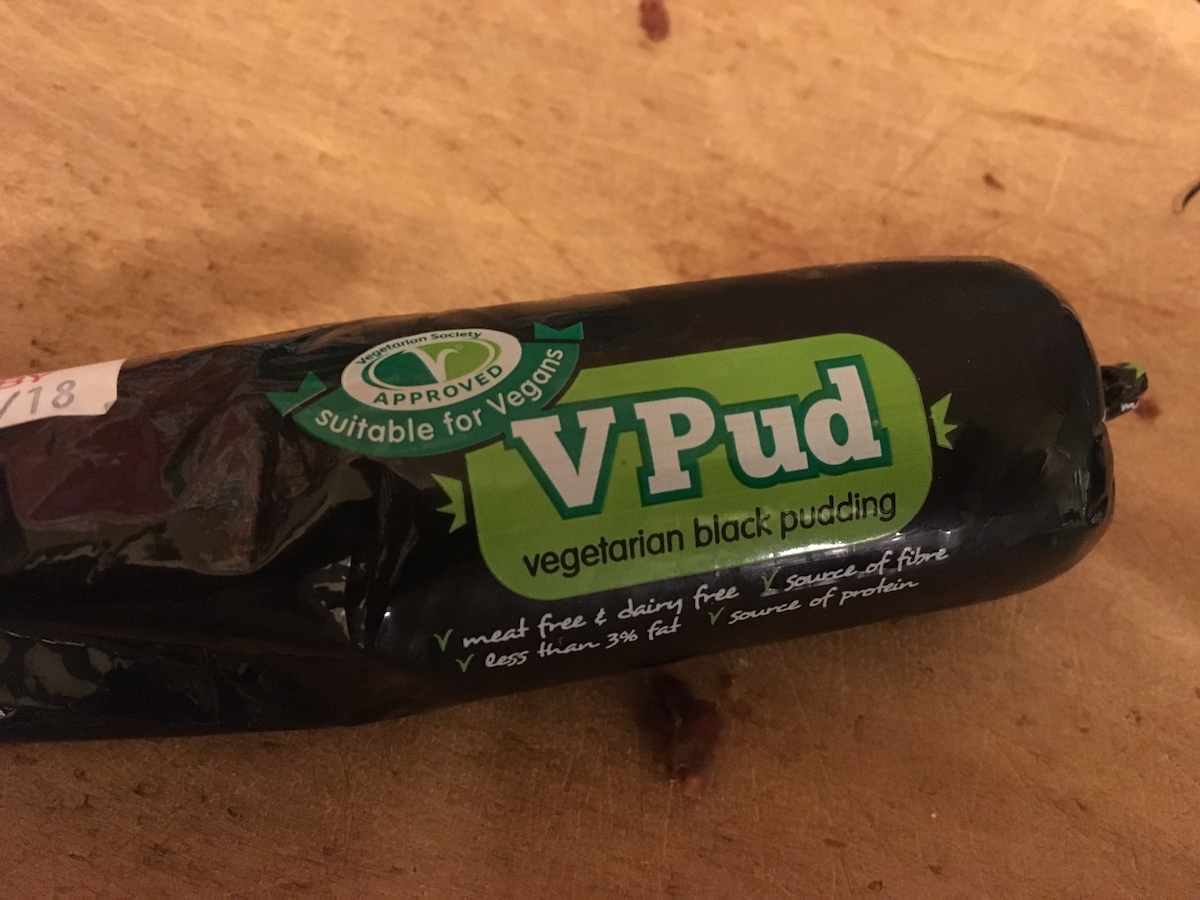 BY
/18
Vegetarian Society
APPROVED
suitable for Vegans
VPud
vegetarian black pudding
√ meat free & dairy free √ source of fibre
√ less than 3% fat √ source of protein